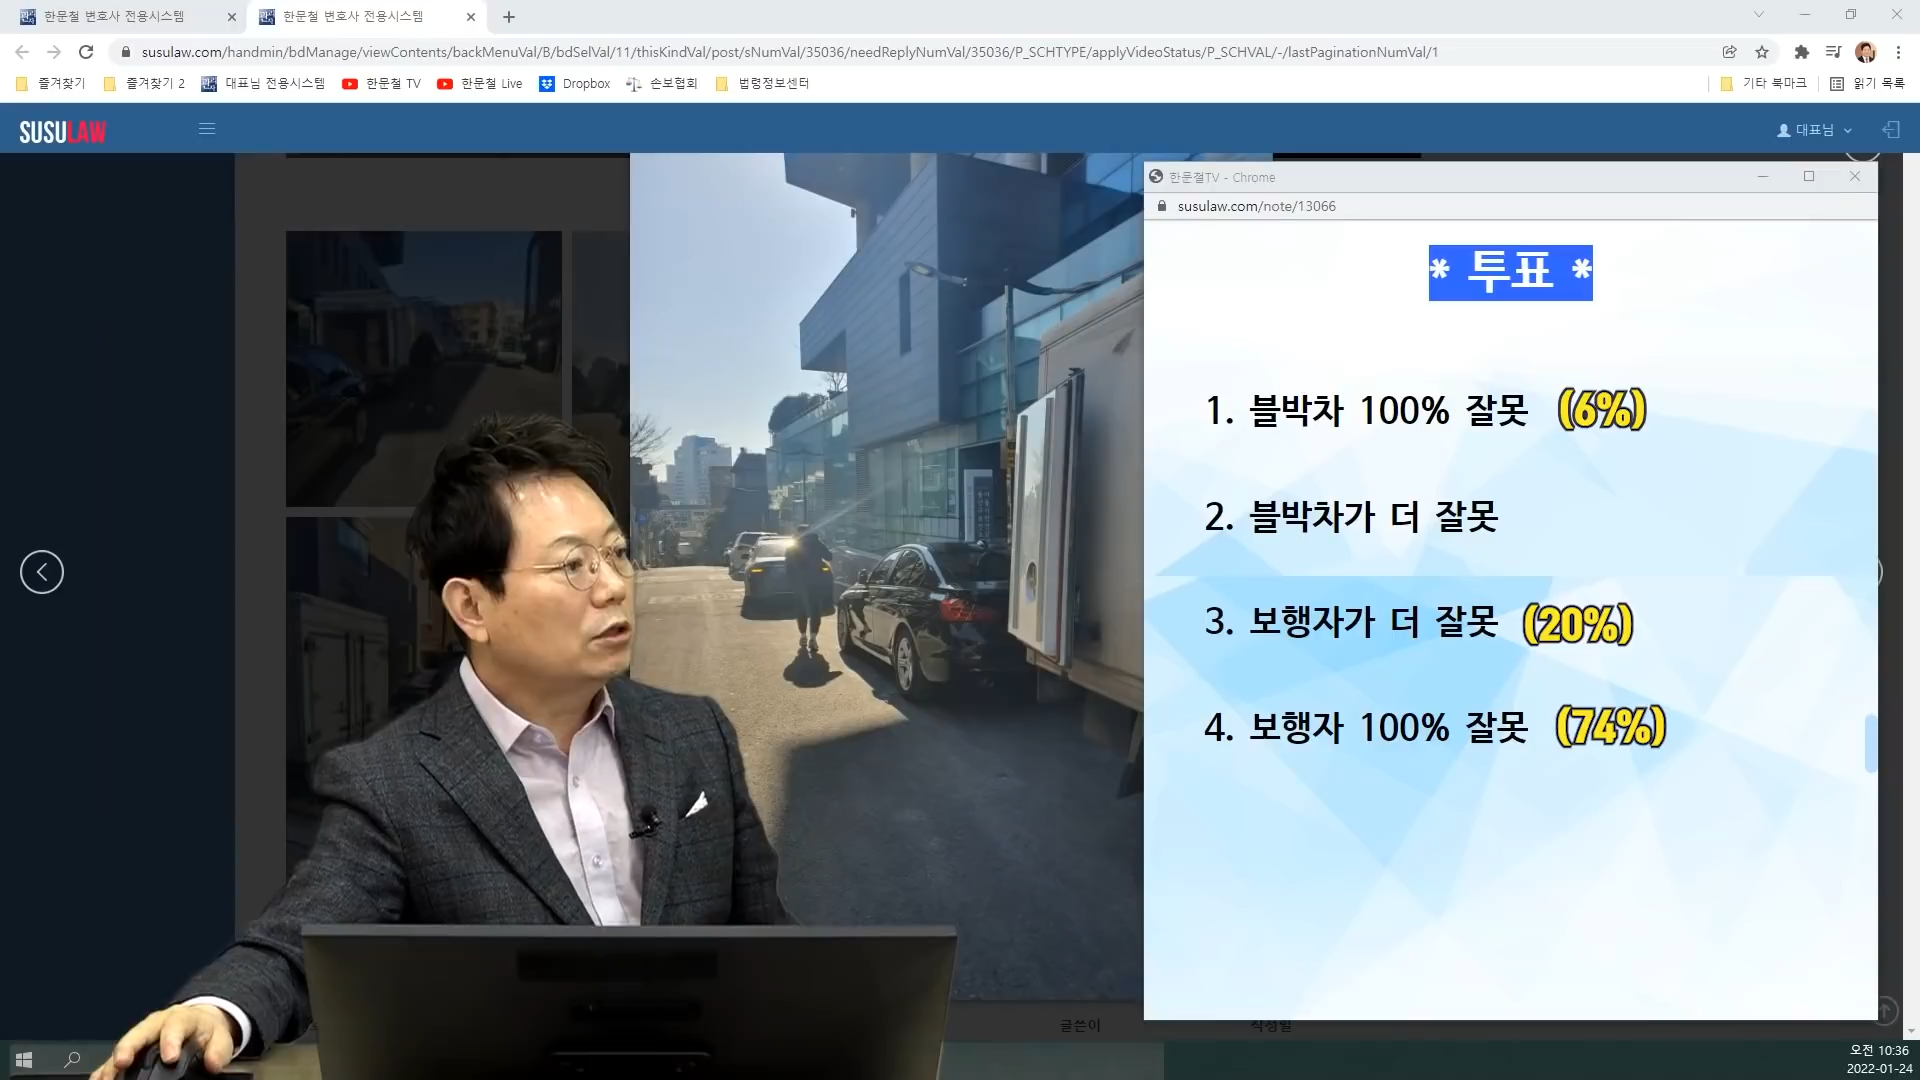 한문철 변호사 전용시스템
한문철 변호사 전용시스템
susulaw.com/handmin/bdManage/viewContents/backMenuVal/B/bdSelVal/11/thisKindVal/post/sNumVal/35036/needReplyNumVal/35036/P_SCHTYPE/applyVideoStatus/P_SCHVAL/-/lastPaginationNumVal/1
즐겨찾기
즐겨찾기 2
대표님 전용시스템
한문철 TV
한문철 Live
Dropbox
손보협회
법령정보센터
기타 북마크
읽기 목록
SUSULAW
대표님
한문철TV - Chrome
susulaw.com/note/13066
* 투표 *
1. 블박차 100% 잘못 (6%)
2. 블박차가 더 잘못
3. 보행자가 더 잘못 (20%)
4. 보행자 100% 잘못 (74%)
글쓴이
작성일
오전 10:36
2022-01-24